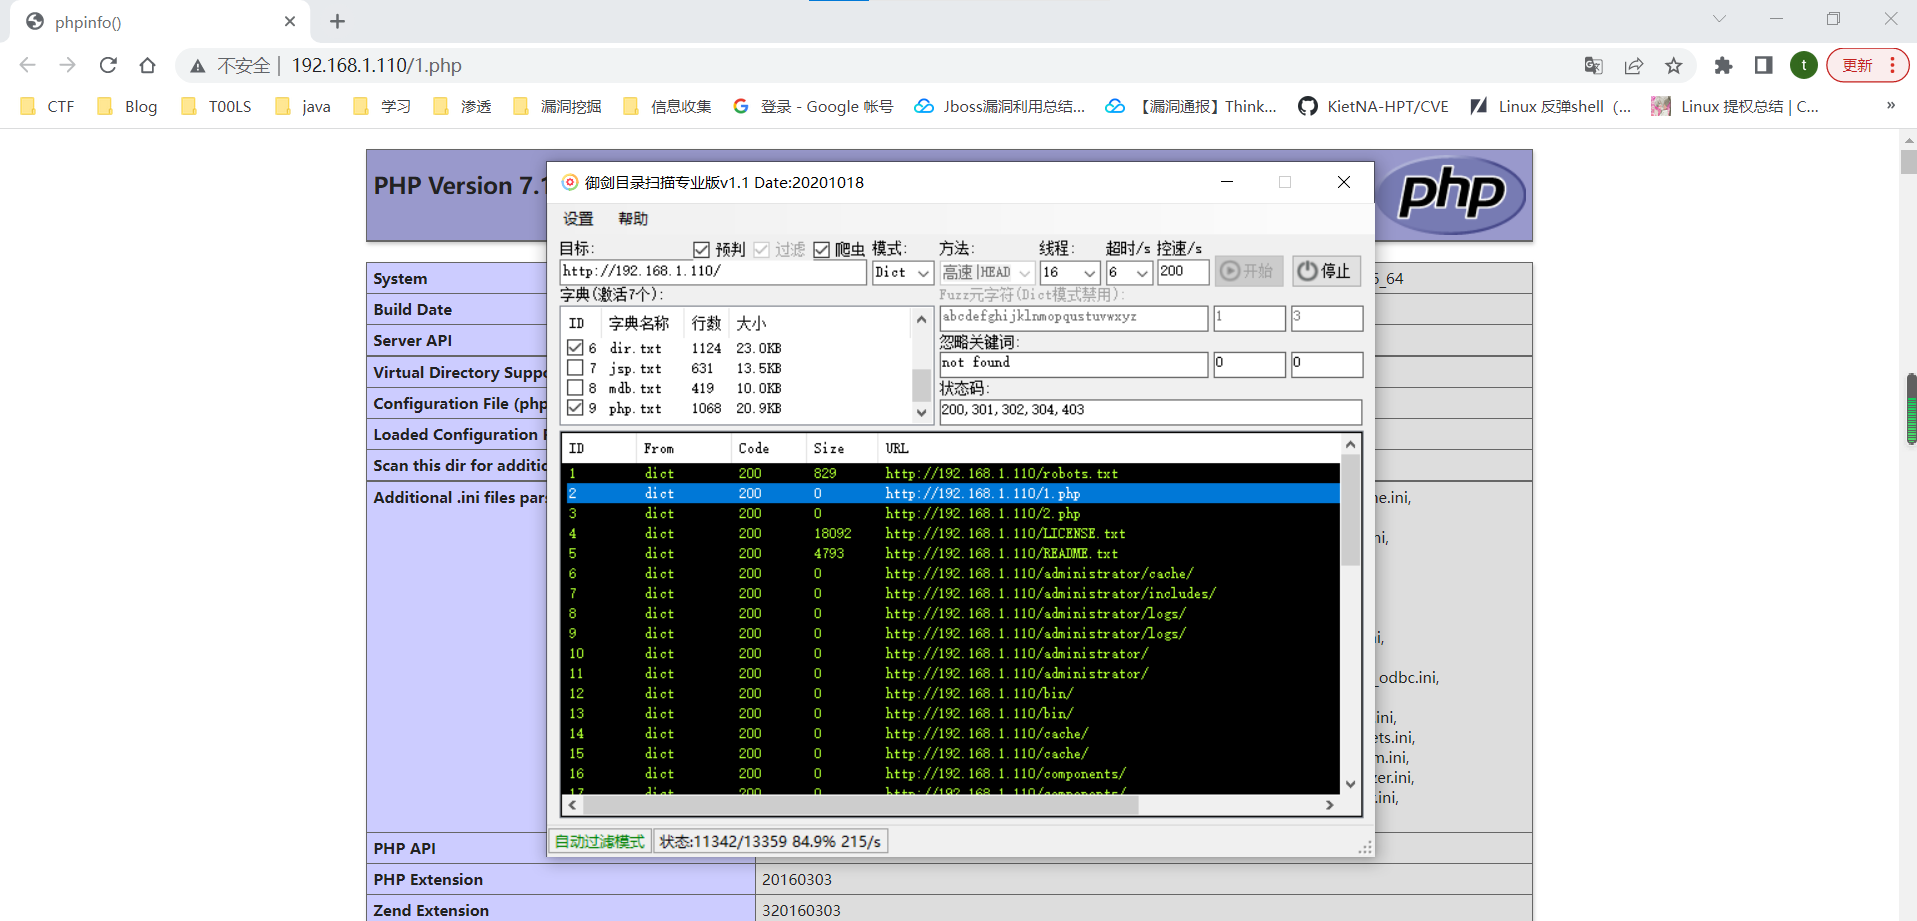 phpinfo()
不安全 | 192.168.1.110/1.php
更新
CTF Blog T00LS java 学习 渗透 漏洞挖掘 信息收集 登录 - Google 帐号 Jboss漏洞利用总结... 【漏洞通报】Think... KietNA-HPT/CVE Linux 反弹shell（... Linux 提权总结 | C... »
PHP Version 7.1
php
System
5_64
Build Date
Server API
Virtual Directory Suppo
Configuration File (php
Loaded Configuration F
Scan this dir for additio
Additional .ini files pars
ne.ini,
ni,
i,
_odbc.ini,
ini,
ets.ini,
m.ini,
zer.ini,
.ini,
PHP API
PHP Extension 20160303
Zend Extension 320160303
御剑目录扫描专业版v1.1 Date:20201018
设置 帮助
目标: 预判 过滤 爬虫 模式: 方法: 线程: 超时/s 控速/s
http://192.168.1.110/ Dict 高速|HEAD 16 6 200 开始 停止
字典(激活7个): Fuzz元字符(Dict模式禁用):
abcdefghijklnmopqustuvwxyz 1 3
ID 字典名称 行数 大小
忽略关键词:
6 dir.txt 1124 23.0KB
7 jsp.txt 631 13.5KB
not found 0 0
8 mdb.txt 419 10.0KB
状态码:
9 php.txt 1068 20.9KB
200,301,302,304,403
ID From Code Size URL
1 dict 200 829 http://192.168.1.110/robots.txt
2 dict 200 0 http://192.168.1.110/1.php
3 dict 200 0 http://192.168.1.110/2.php
4 dict 200 18092 http://192.168.1.110/LICENSE.txt
5 dict 200 4793 http://192.168.1.110/README.txt
6 dict 200 0 http://192.168.1.110/administrator/cache/
7 dict 200 0 http://192.168.1.110/administrator/includes/
8 dict 200 0 http://192.168.1.110/administrator/logs/
9 dict 200 0 http://192.168.1.110/administrator/logs/
10 dict 200 0 http://192.168.1.110/administrator/
11 dict 200 0 http://192.168.1.110/administrator/
12 dict 200 0 http://192.168.1.110/bin/
13 dict 200 0 http://192.168.1.110/bin/
14 dict 200 0 http://192.168.1.110/cache/
15 dict 200 0 http://192.168.1.110/cache/
16 dict 200 0 http://192.168.1.110/components/
17 dict 200 0 http://192.168.1.110/components/
自动过滤模式 状态:11342/13359 84.9% 215/s